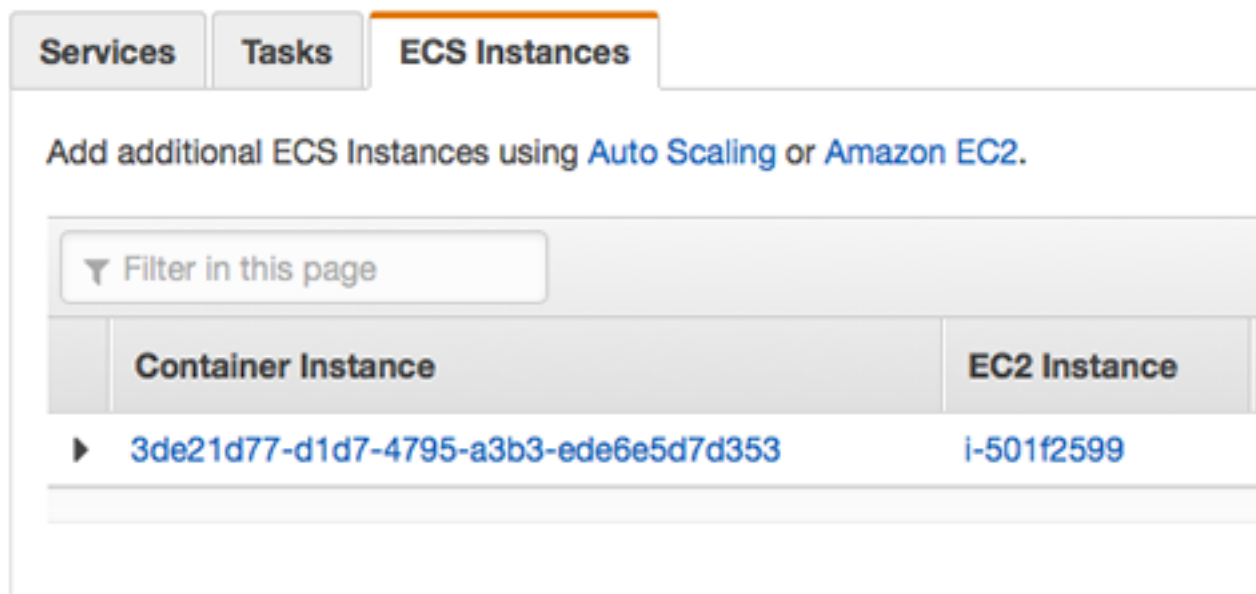 Services Tasks ECS Instances
Add additional ECS Instances using Auto Scaling or Amazon EC2.
Filter in this page
Container Instance EC2 Instance
3de21d77-d1d7-4795-a3b3-ede6e5d7d353 i-501f2599